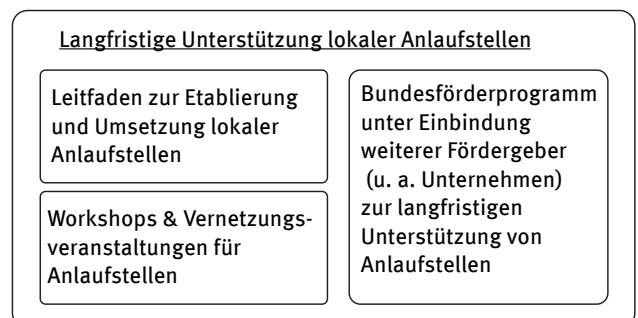 Langfristige Unterstützung lokaler Anlaufstellen
Leitfaden zur Etablierung
und Umsetzung lokaler
Anlaufstellen
Workshops & Vernetzungs-
veranstaltungen für
Anlaufstellen
Bundesförderprogramm
unter Einbindung
weiterer Fördergeber
(u. a. Unternehmen)
zur langfristigen
Unterstützung von
Anlaufstellen